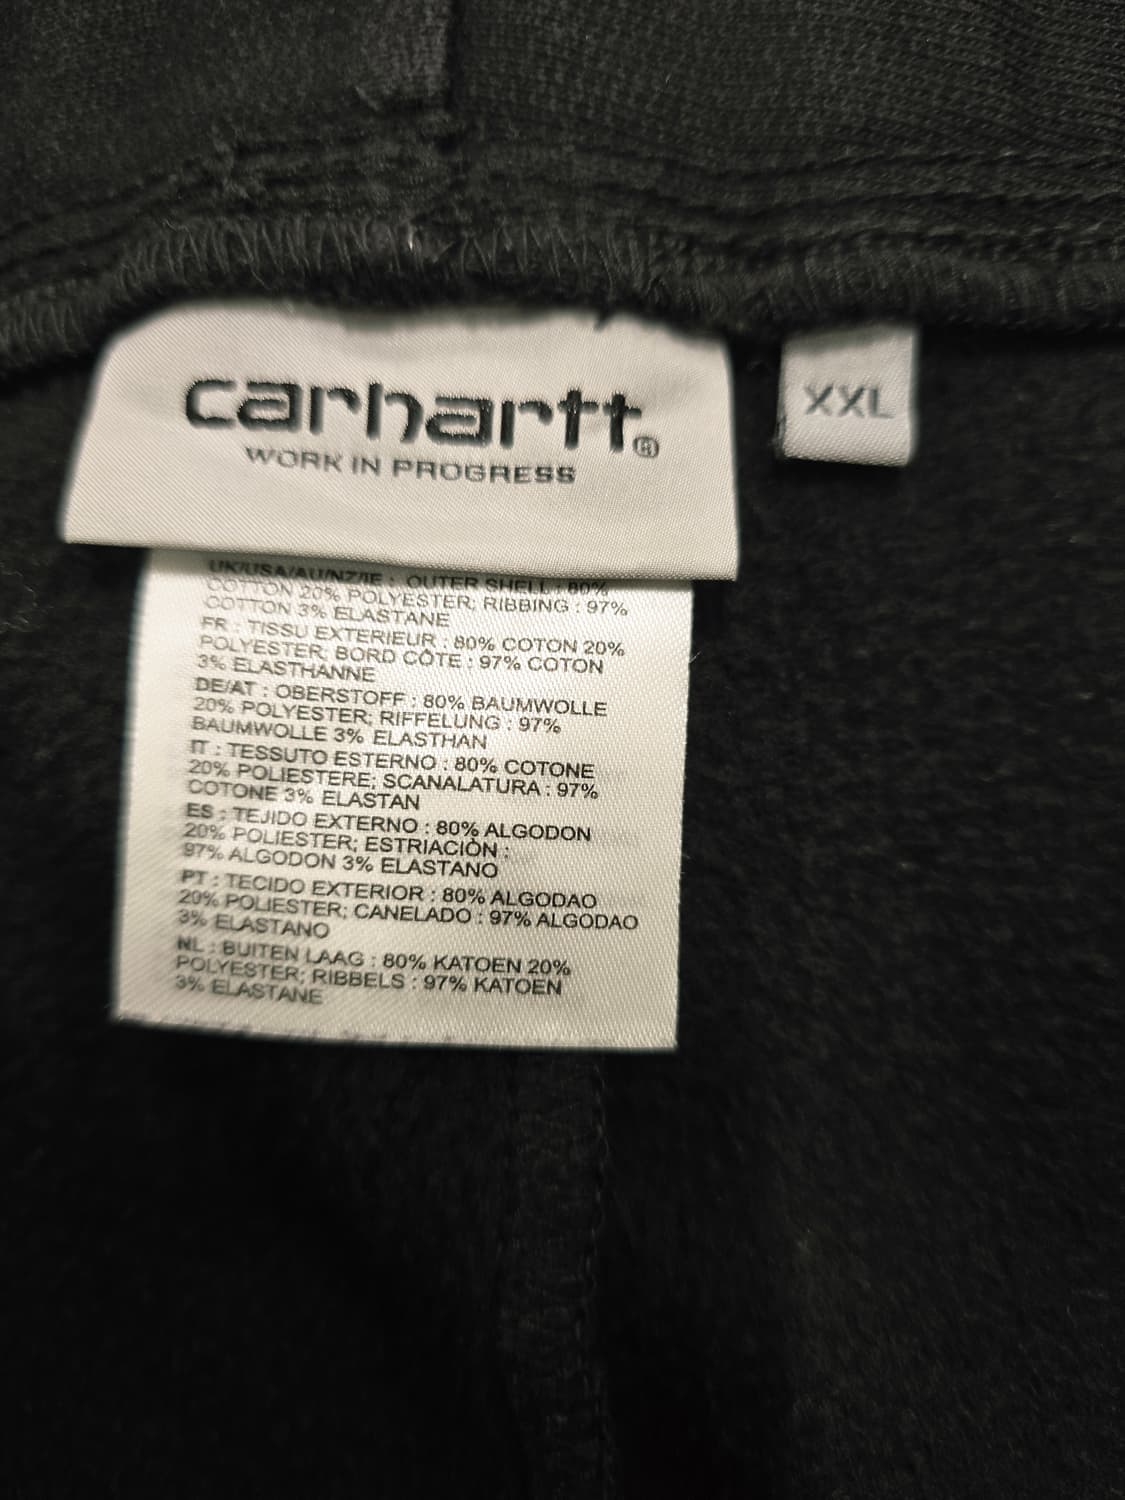 carhartt®
WORK IN PROGRESS
XXL
UK/USA/AU/NZ/IE : OUTER SHELL : 80%
COTTON 20% POLYESTER; RIBBING : 97%
COTTON 3% ELASTANE
FR : TISSU EXTERIEUR : 80% COTON 20%
POLYESTER; BORD CÔTE : 97% COTON
3% ELASTHANNE
DE/AT : OBERSTOFF : 80% BAUMWOLLE
20% POLYESTER; RIFFELUNG : 97%
BAUMWOLLE 3% ELASTHAN
IT : TESSUTO ESTERNO : 80% COTONE
20% POLIESTERE; SCANALATURA : 97%
COTONE 3% ELASTAN
ES : TEJIDO EXTERNO : 80% ALGODON
20% POLIESTER; ESTRIACIÒN :
97% ALGODON 3% ELASTANO
PT : TECIDO EXTERIOR : 80% ALGODAO
20% POLIESTER; CANELADO : 97% ALGODAO
3% ELASTANO
NL : BUITEN LAAG : 80% KATOEN 20%
POLYESTER; RIBBELS : 97% KATOEN
3% ELASTANE